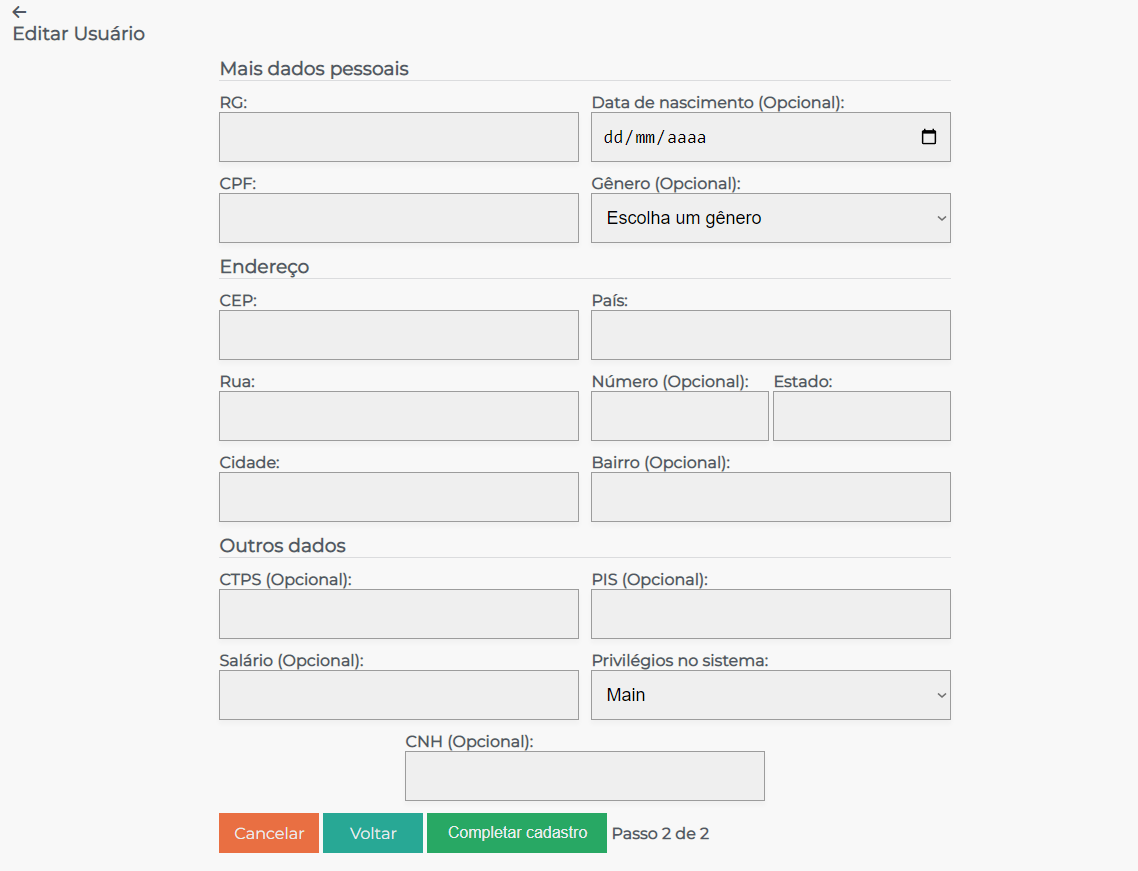 Editar Usuário
Mais dados pessoais
RG: Data de nascimento (Opcional):
dd/mm/aaaa
CPF: Gênero (Opcional):
Escolha um gênero
Endereço
CEP: País:
Rua: Número (Opcional): Estado:
Cidade: Bairro (Opcional):
Outros dados
CTPS (Opcional): PIS (Opcional):
Salário (Opcional): Privilégios no sistema:
Main
CNH (Opcional):
Cancelar Voltar Completar cadastro Passo 2 de 2